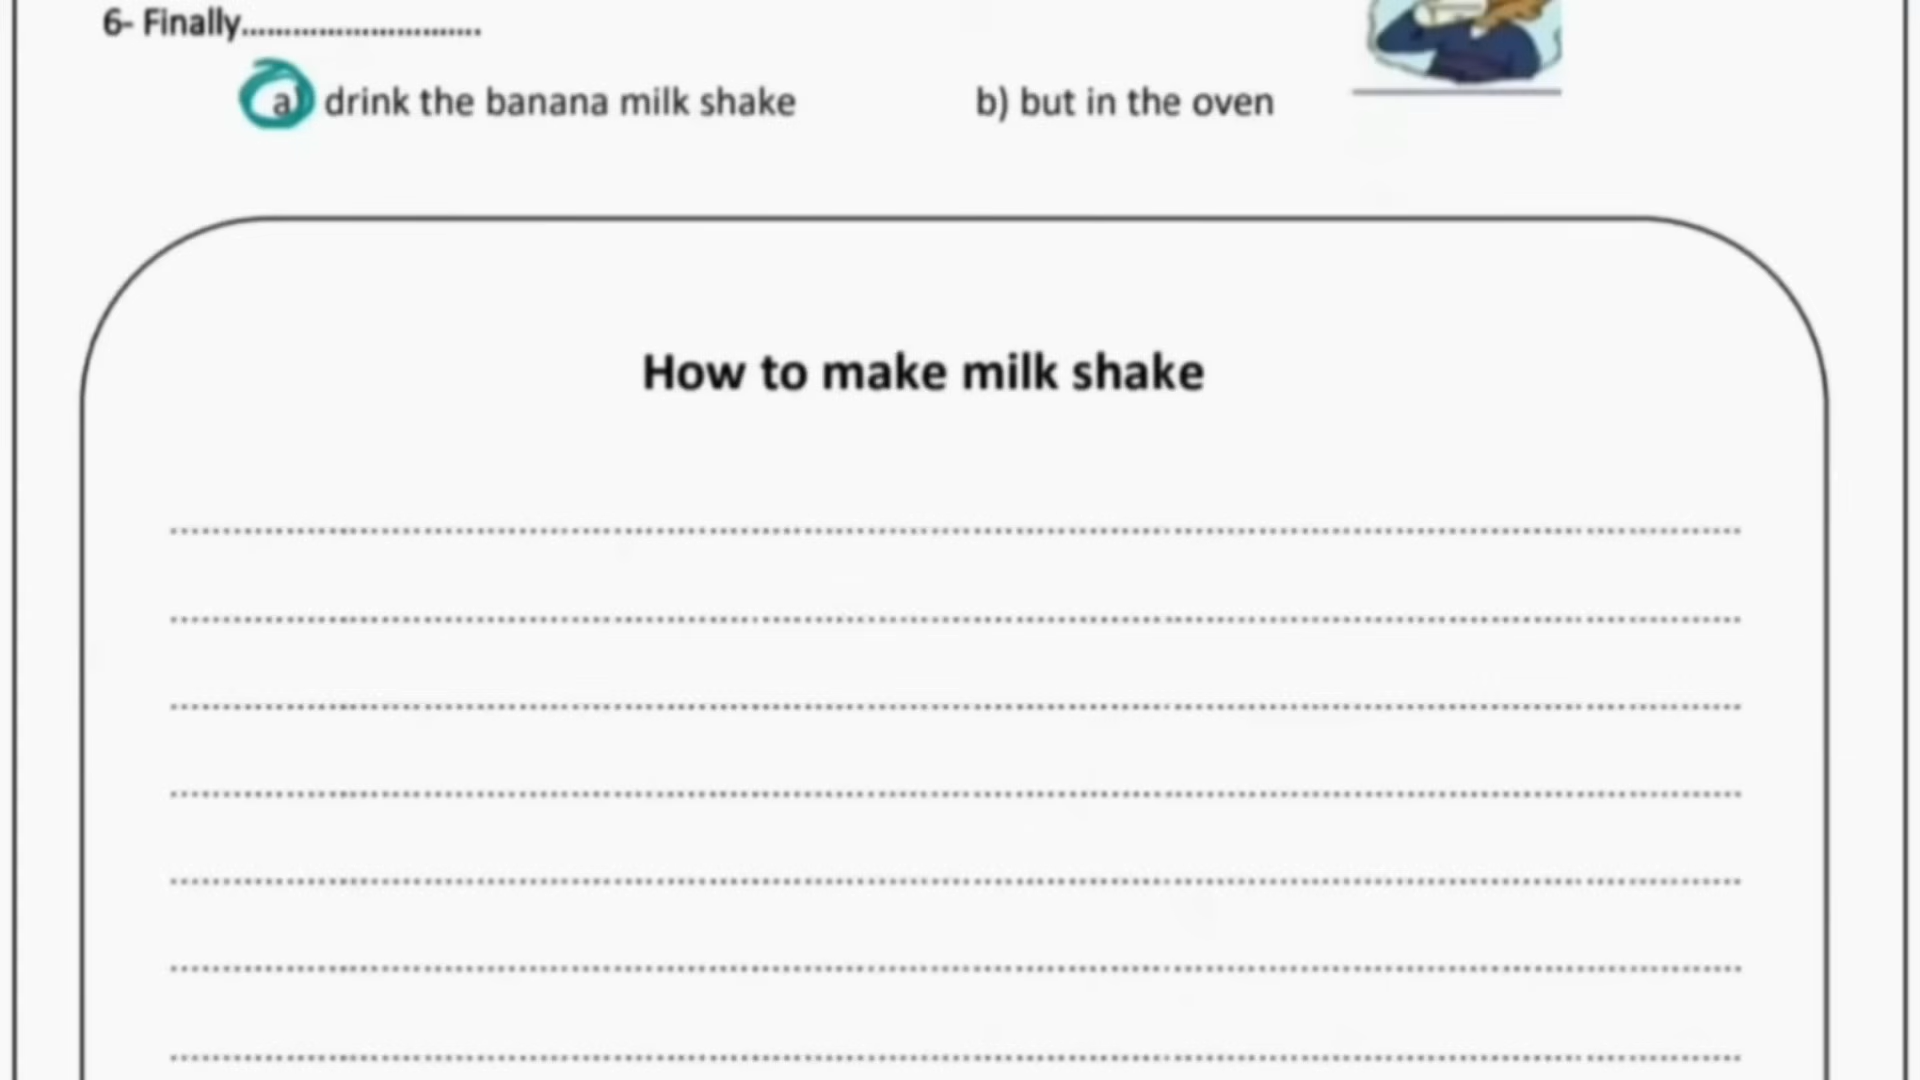 6- Finally............................
a) drink the banana milk shake b) but in the oven
How to make milk shake